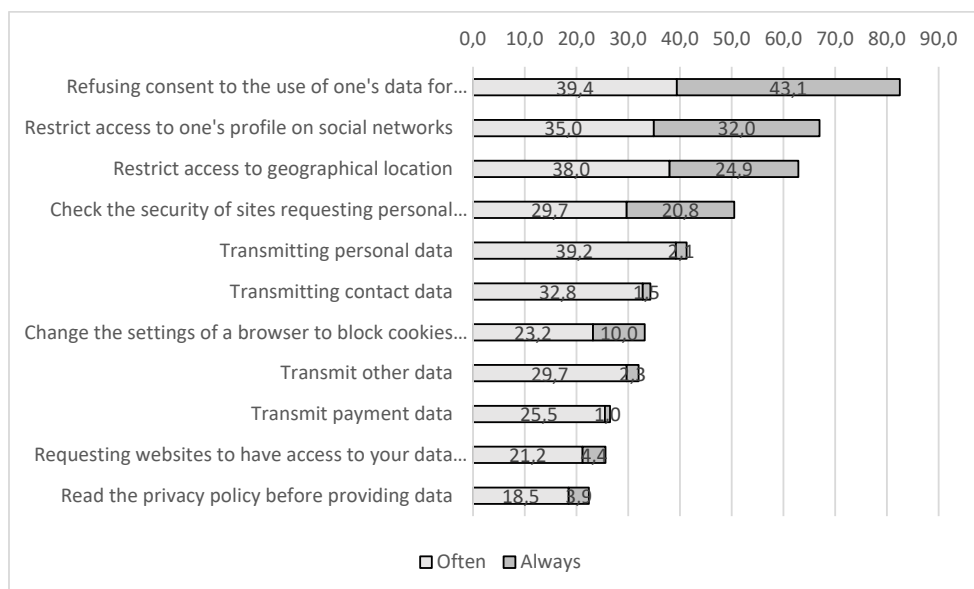 0,0 10,0 20,0 30,0 40,0 50,0 60,0 70,0 80,0 90,0
Refusing consent to the use of one's data for... 39,4 43,1
Restrict access to one's profile on social networks 35,0 32,0
Restrict access to geographical location 38,0 24,9
Check the security of sites requesting personal... 29,7 20,8
Transmitting personal data 39,2 2,1
Transmitting contact data 32,8 1,5
Change the settings of a browser to block cookies... 23,2 10,0
Transmit other data 29,7 2,3
Transmit payment data 25,5 1,0
Requesting websites to have access to your data... 21,2 4,4
Read the privacy policy before providing data 18,5 3,9
Often Always